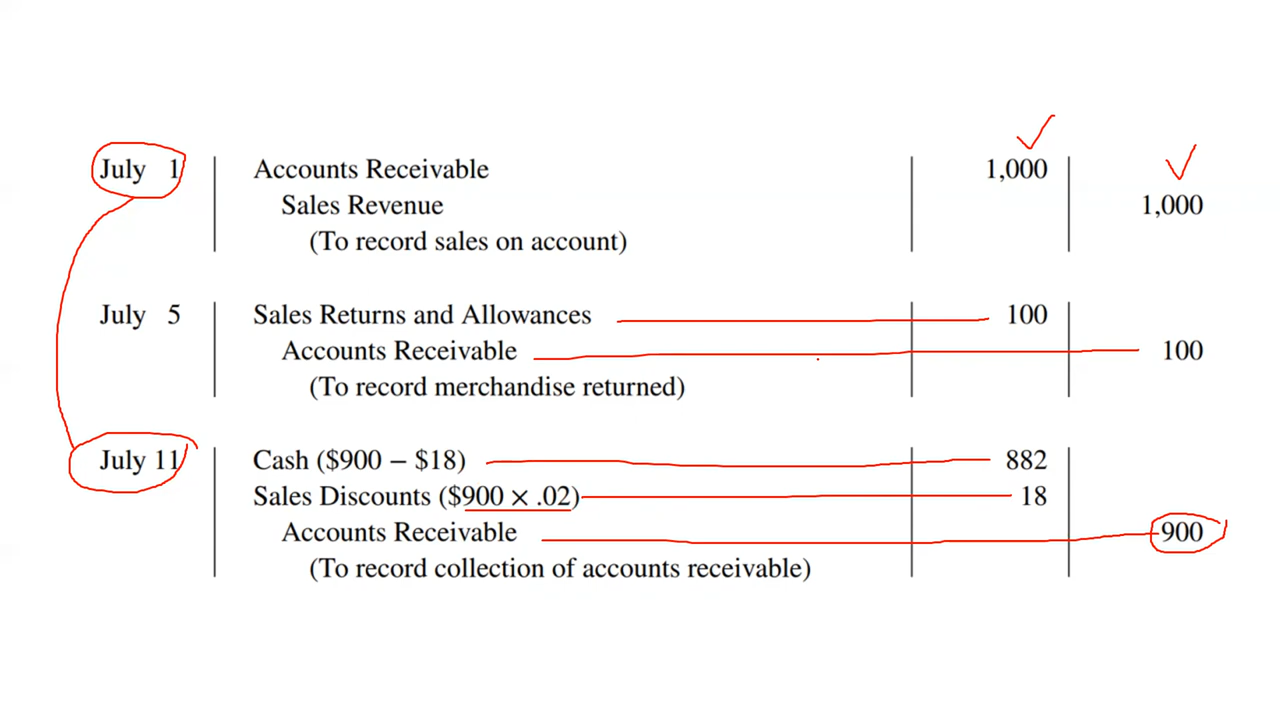 July 1 Accounts Receivable 1,000
Sales Revenue 1,000
(To record sales on account)
July 5 Sales Returns and Allowances 100
Accounts Receivable 100
(To record merchandise returned)
July 11 Cash ($900 – $18) 882
Sales Discounts ($900 × .02) 18
Accounts Receivable 900
(To record collection of accounts receivable)